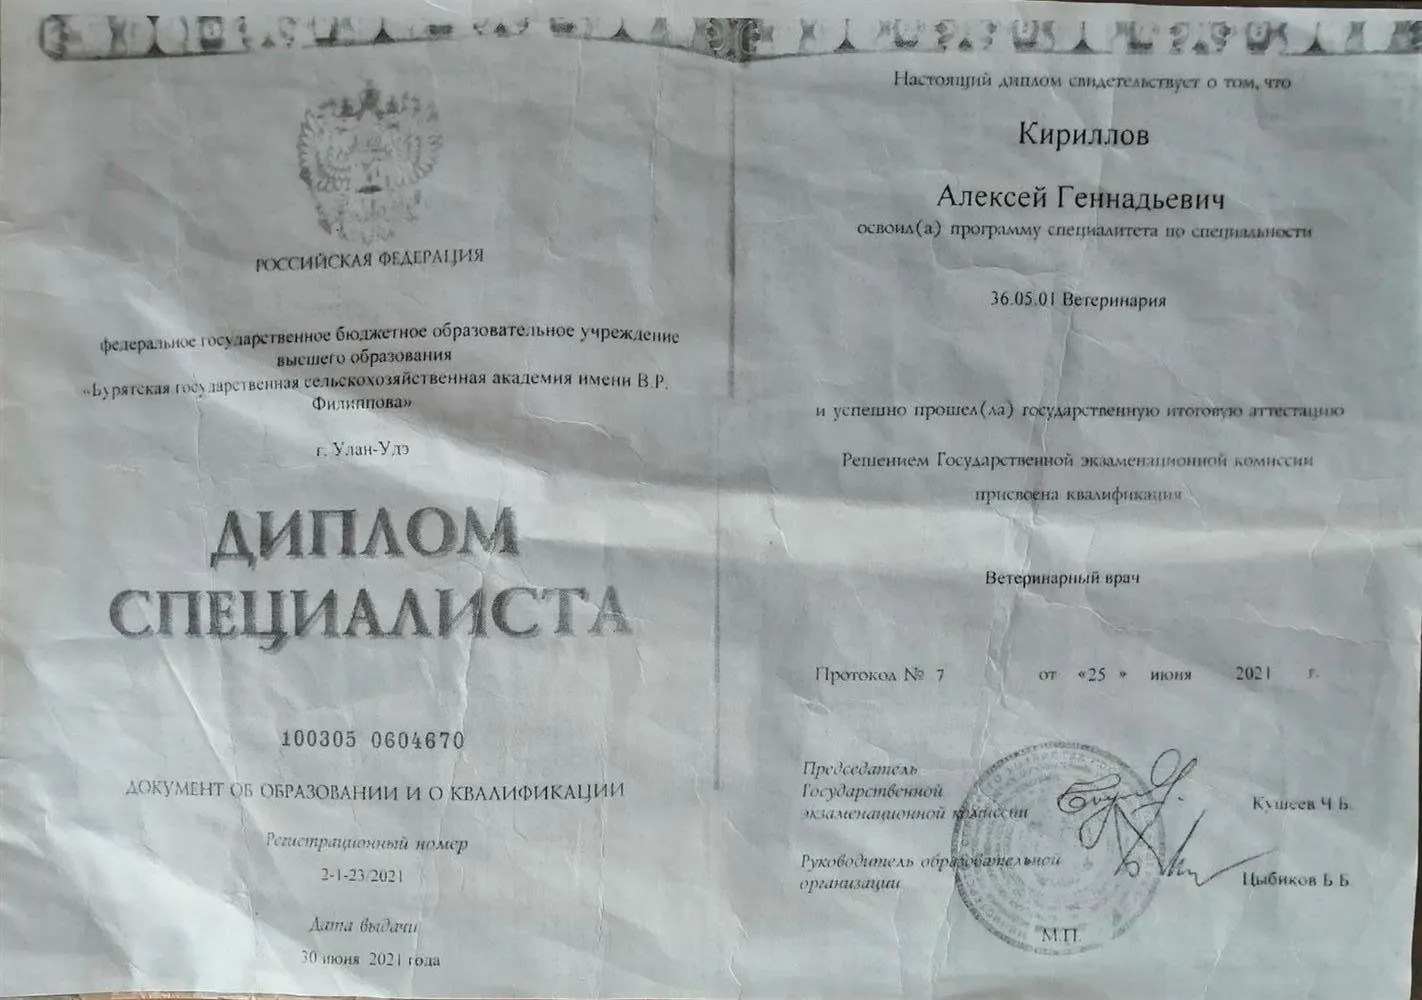 РОССИЙСКАЯ ФЕДЕРАЦИЯ
федеральное государственное бюджетное образовательное учреждение
высшего образования
«Бурятская государственная сельскохозяйственная академия имени В.Р.
Филиппова»
г. Улан-Удэ
ДИПЛОМ
СПЕЦИАЛИСТА
100305 0604670
ДОКУМЕНТ ОБ ОБРАЗОВАНИИ И О КВАЛИФИКАЦИИ
Регистрационный номер
2-1-23/2021
Дата выдачи
30 июня 2021 года
Настоящий диплом свидетельствует о том, что
Кириллов
Алексей Геннадьевич
освоил(а) программу специалитета по специальности
36.05.01 Ветеринария
и успешно прошел(ла) государственную итоговую аттестацию
Решением Государственной экзаменационной комиссии
присвоена квалификация
Ветеринарный врач
Протокол № 7 от «25 » июня 2021 г.
Председатель
Государственной
экзаменационной комиссии
Кушеев Ч Б
Руководитель образовательной
организации
Цыбиков Б Б
М.П.